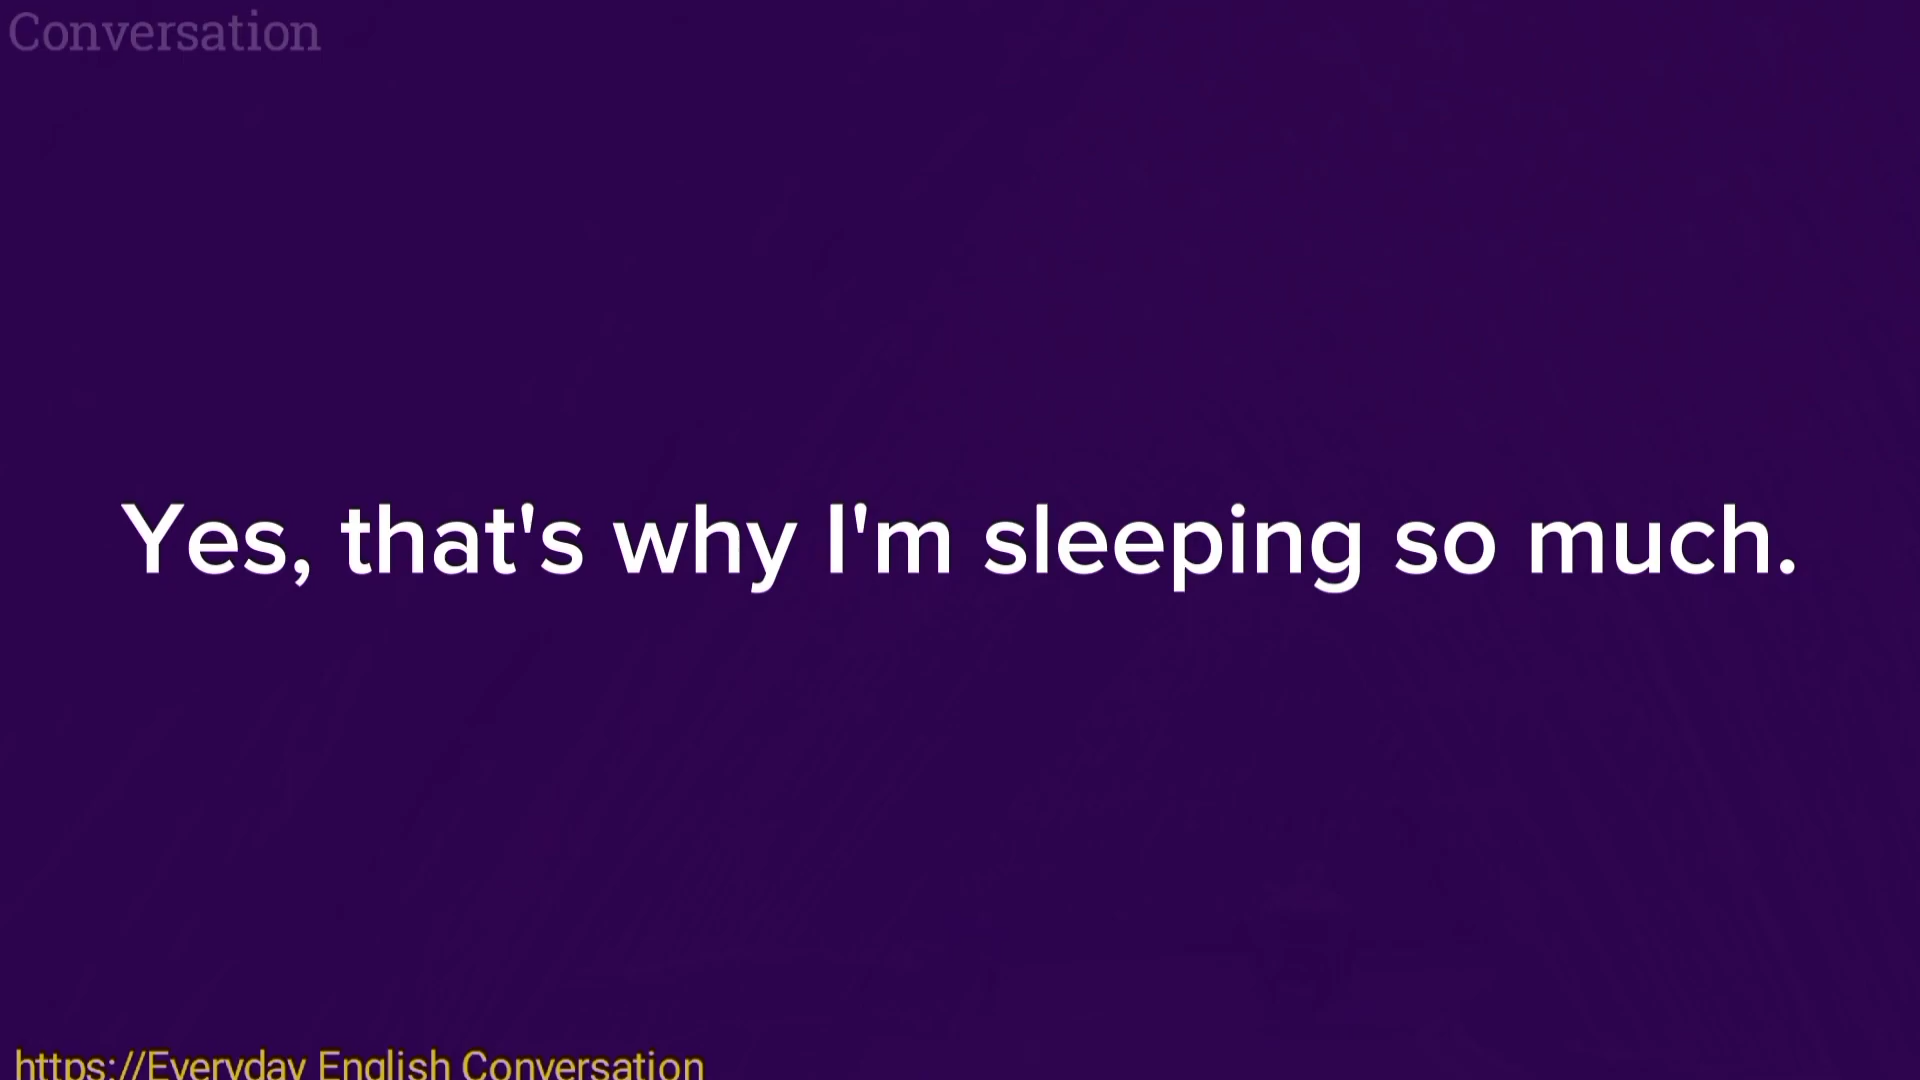 Conversation
Yes, that's why I'm sleeping so much.
https://Everyday English Conversation